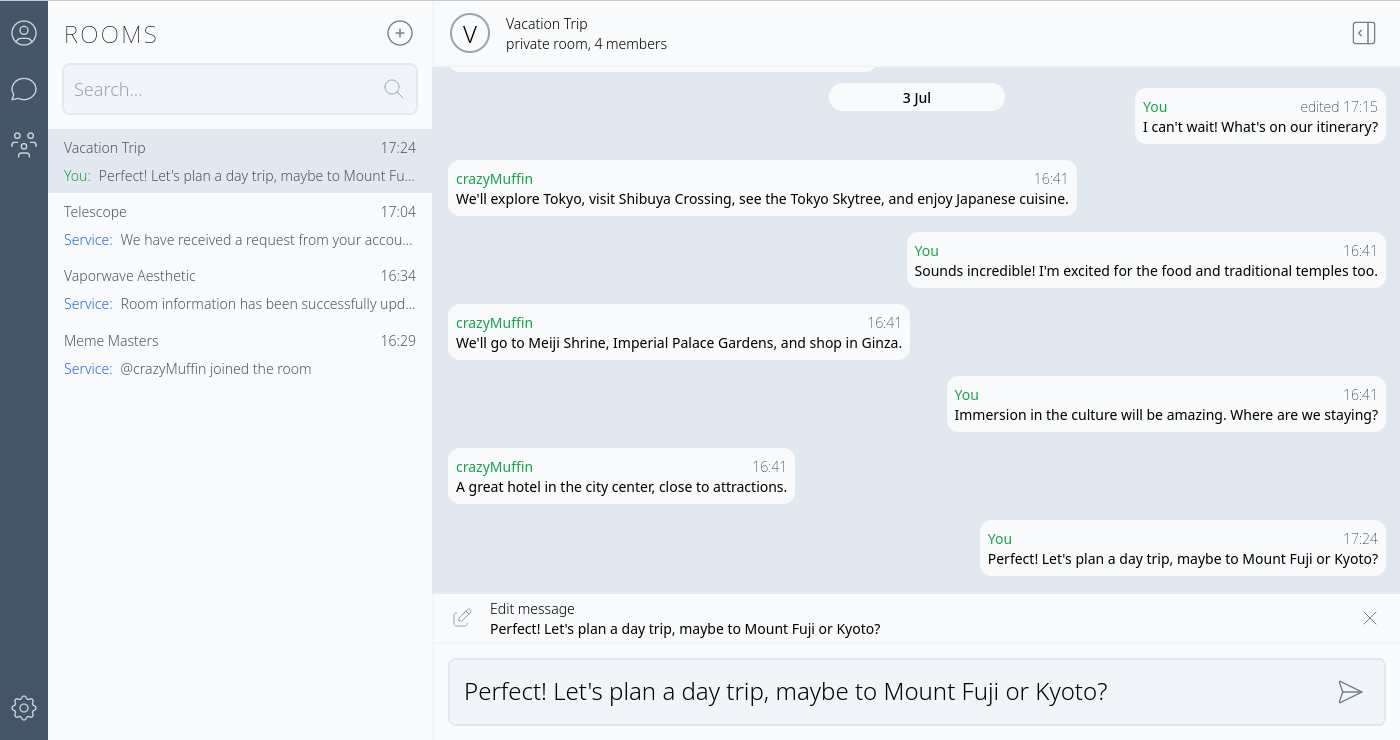 ROOMS
Search...
Vacation Trip 17:24
You: Perfect! Let's plan a day trip, maybe to Mount Fu...
Telescope 17:04
Service: We have received a request from your accou...
Vaporwave Aesthetic 16:34
Service: Room information has been successfully upd...
Meme Masters 16:29
Service: @crazyMuffin joined the room
V
Vacation Trip
private room, 4 members
3 Jul
You edited 17:15
I can't wait! What's on our itinerary?
crazyMuffin 16:41
We'll explore Tokyo, visit Shibuya Crossing, see the Tokyo Skytree, and enjoy Japanese cuisine.
You 16:41
Sounds incredible! I'm excited for the food and traditional temples too.
crazyMuffin 16:41
We'll go to Meiji Shrine, Imperial Palace Gardens, and shop in Ginza.
You 16:41
Immersion in the culture will be amazing. Where are we staying?
crazyMuffin 16:41
A great hotel in the city center, close to attractions.
You 17:24
Perfect! Let's plan a day trip, maybe to Mount Fuji or Kyoto?
Edit message
Perfect! Let's plan a day trip, maybe to Mount Fuji or Kyoto?
Perfect! Let's plan a day trip, maybe to Mount Fuji or Kyoto?